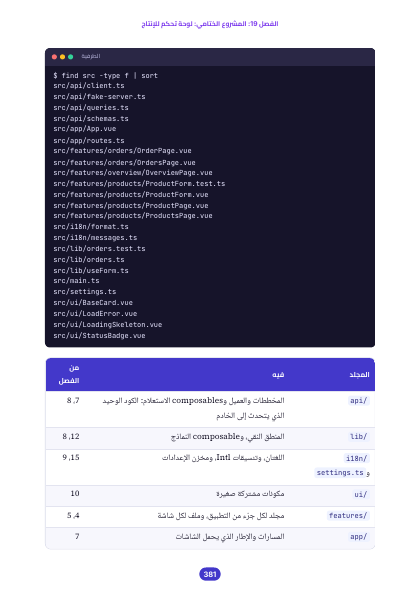 الفصل 19: المشروع الختامي: لوحة تحكم للإنتاج
الطرفية
$ find src -type f | sort
src/api/client.ts
src/api/fake-server.ts
src/api/queries.ts
src/api/schemas.ts
src/app/App.vue
src/app/routes.ts
src/features/orders/OrderPage.vue
src/features/orders/OrdersPage.vue
src/features/overview/OverviewPage.vue
src/features/products/ProductForm.test.ts
src/features/products/ProductForm.vue
src/features/products/ProductPage.vue
src/features/products/ProductsPage.vue
src/i18n/format.ts
src/i18n/messages.ts
src/lib/orders.test.ts
src/lib/orders.ts
src/lib/useForm.ts
src/main.ts
src/settings.ts
src/ui/BaseCard.vue
src/ui/LoadError.vue
src/ui/LoadingSkeleton.vue
src/ui/StatusBadge.vue
المجلد فيه من الفصل
api/ المخططات والعميل وcomposables الاستعلام: الكود الوحيد 7، 8
الذي يتحدث إلى الخادم
lib/ المنطق النقي، وcomposable النماذج 8، 12
i18n/ اللغتان، وتنسيقات Intl، ومخزن الإعدادات 9، 15
و settings.ts
ui/ مكونات مشتركة صغيرة 10
features/ مجلد لكل جزء من التطبيق، وملف لكل شاشة 4، 5
app/ المسارات والإطار الذي يحمل الشاشات 7
381